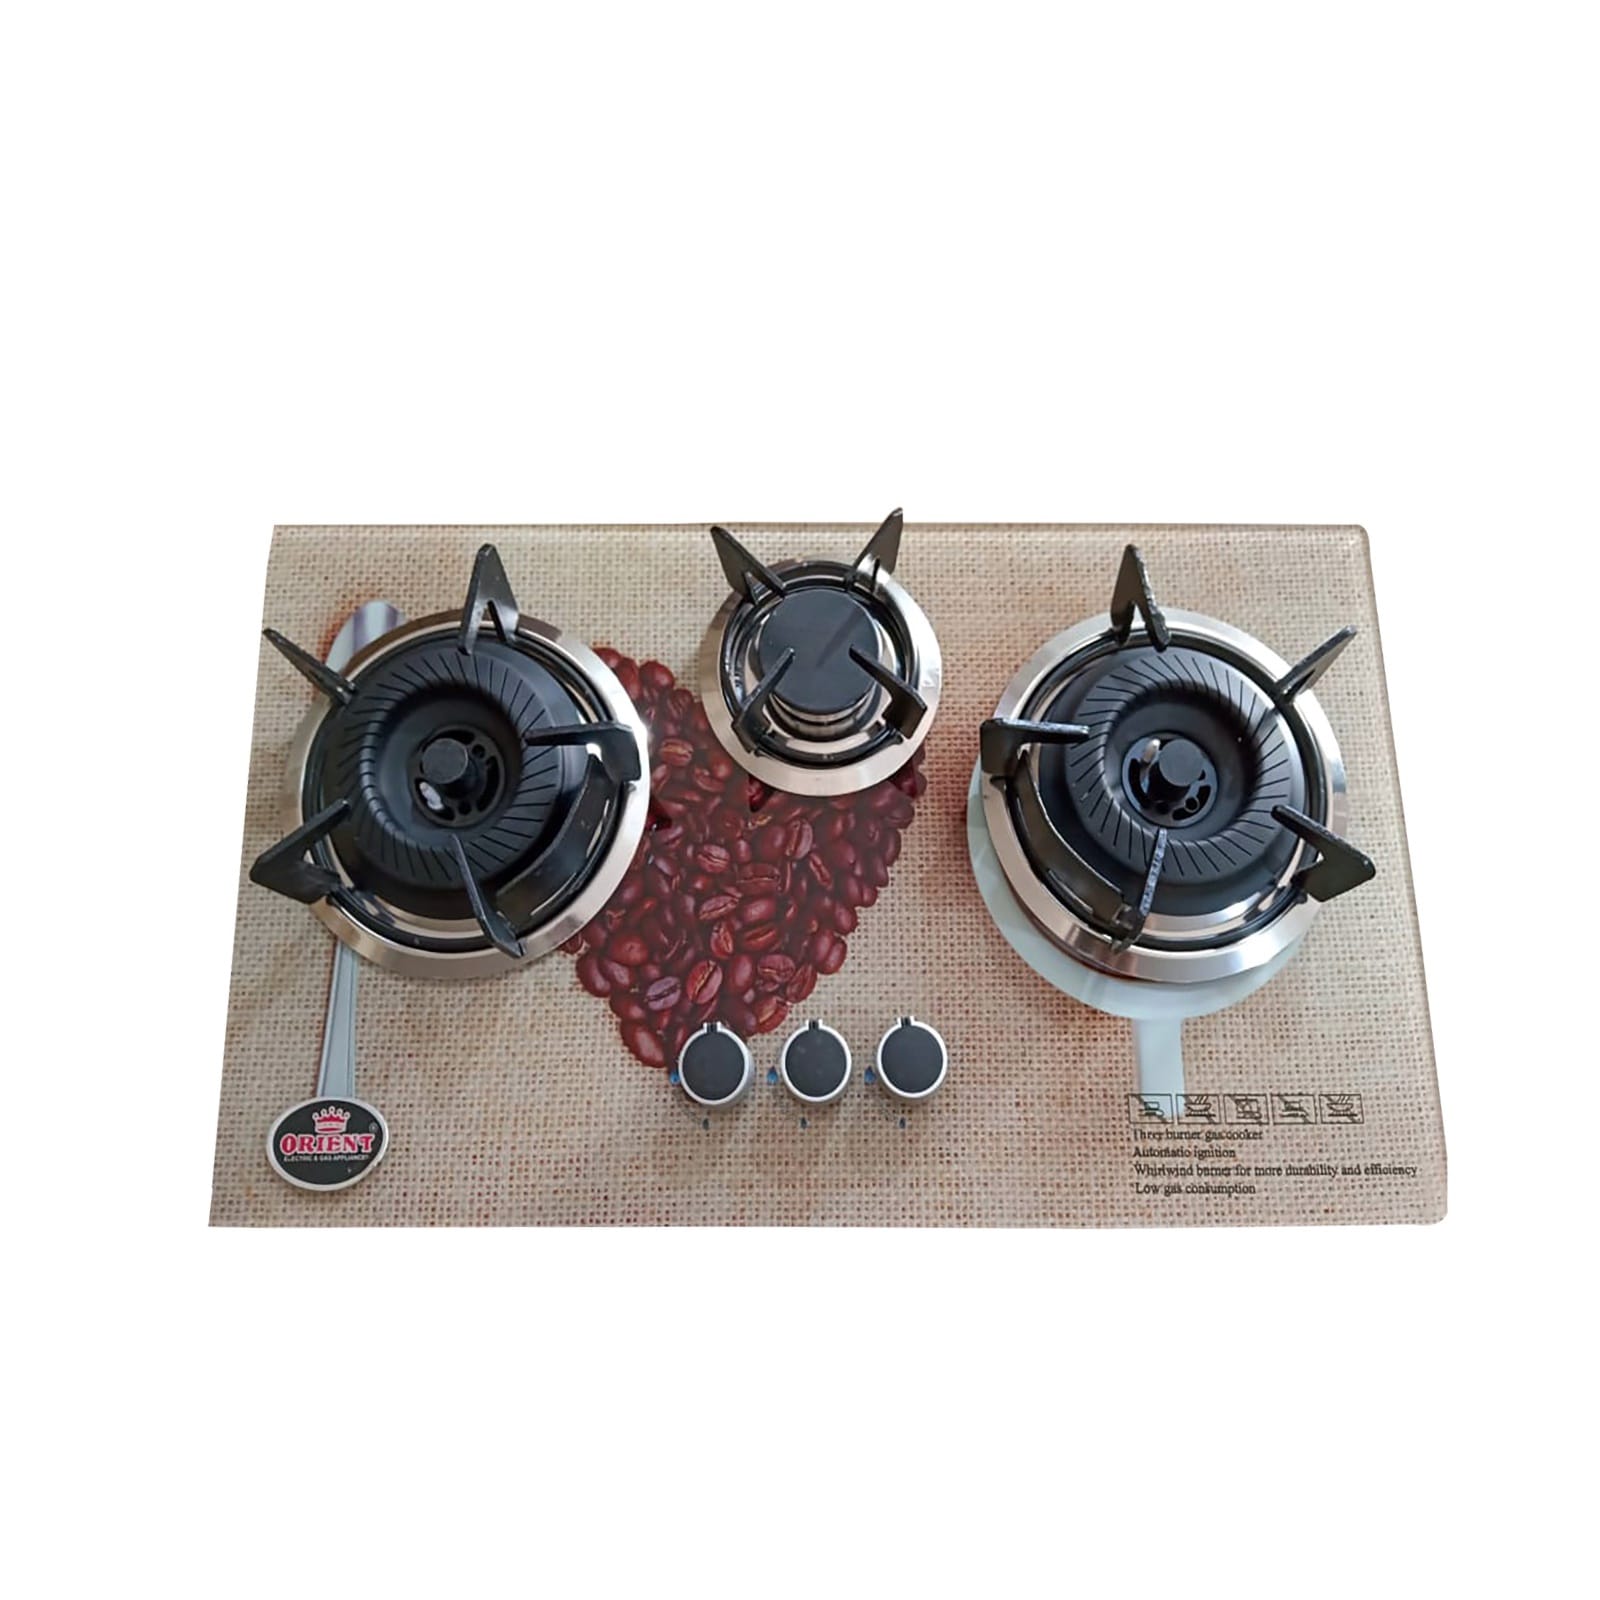 ORIENT
ELECTRIC & GAS APPLIANCES
Three burner gas cooker
Automatio ignition
Whirlwind burner for more durability and efficiency
Low gas consumption